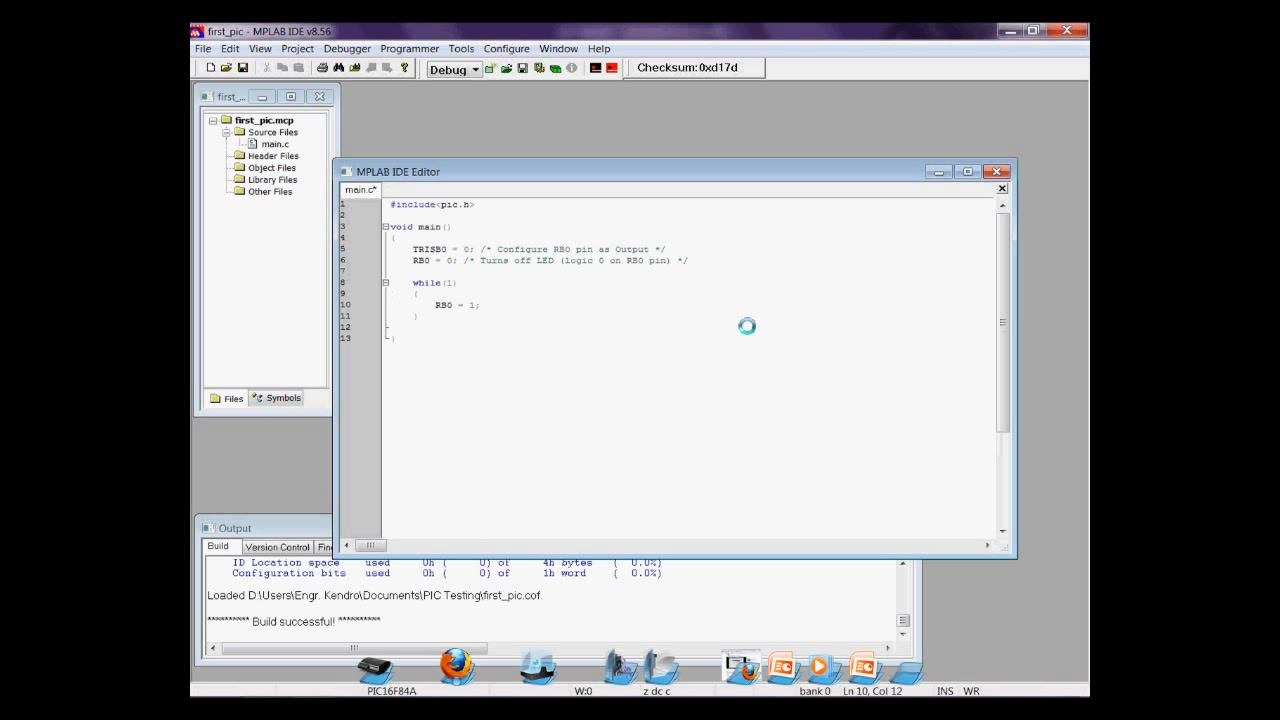 first_pic - MPLAB IDE v8.56
File Edit View Project Debugger Programmer Tools Configure Window Help
Debug Checksum: 0xd17d
first_...
first_pic.mcp
Source Files
main.c
Header Files
Object Files
Library Files
Other Files
Files Symbols
MPLAB IDE Editor
main.c*
1 #include<pic.h>
2
3 void main()
4 {
5 TRISB0 = 0; /* Configure RB0 pin as Output */
6 RB0 = 0; /* Turns off LED (logic 0 on RB0 pin) */
7
8 while(1)
9 {
10 RB0 = 1;
11 }
12
13 }
Output
Build Version Control Fin
ID Location space used 0h ( 0) of 4h bytes ( 0.0%)
Configuration bits used 0h ( 0) of 1h word ( 0.0%)
Loaded D:\Users\Engr. Kendro\Documents\PIC Testing\first_pic.cof.
********** Build successful! **********
PIC16F84A W:0 z dc c bank 0 Ln 10, Col 12 INS WR